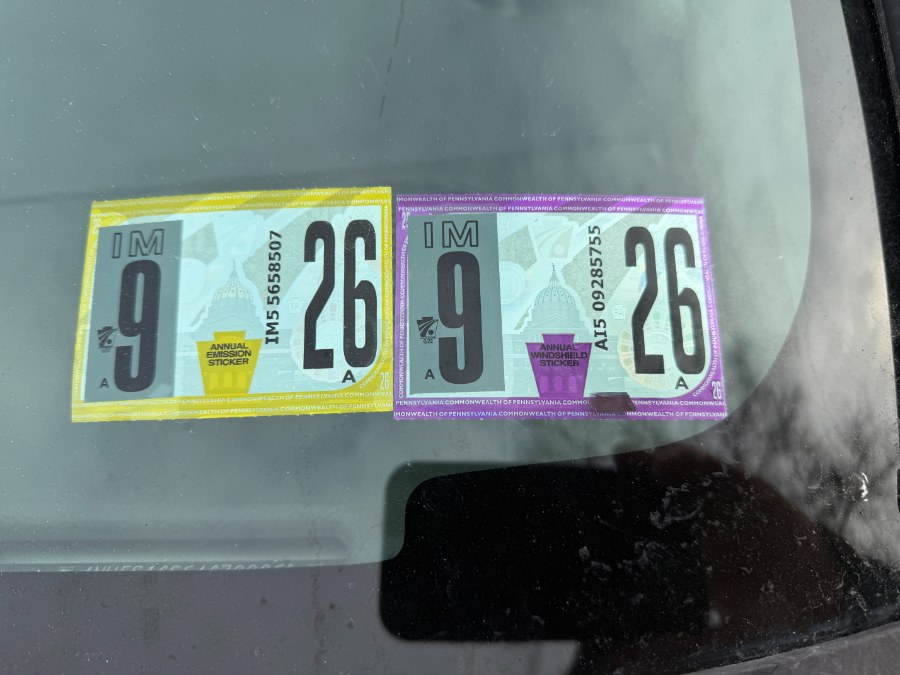 IM
9
A
ANNUAL
EMISSION
STICKER
IM5 5658507
26
A
26
COMMONWEALTH OF PENNSYLVANIA COMMONWEALTH OF PENNSYLVANIA
IM
9
A
ANNUAL
WINDSHIELD
STICKER
AI5 09285755
26
A
26